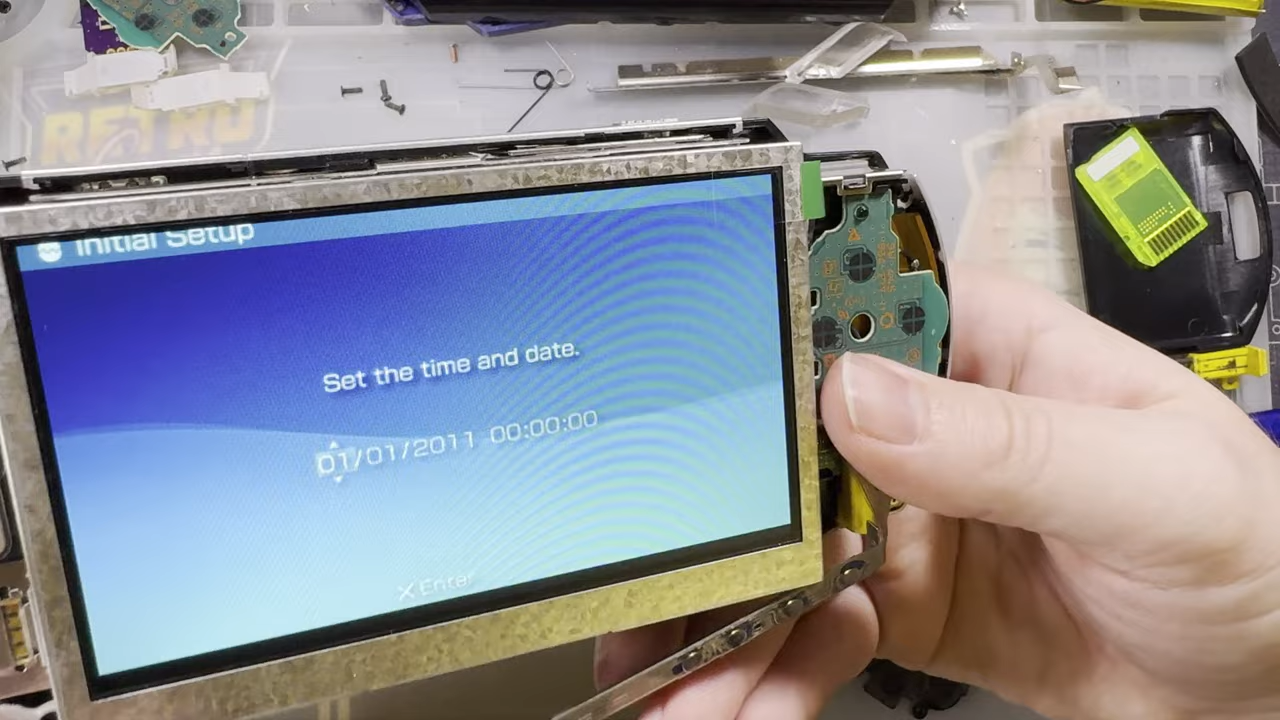 RETRO
Initial Setup
Set the time and date.
01/01/2011 00:00:00
X Enter